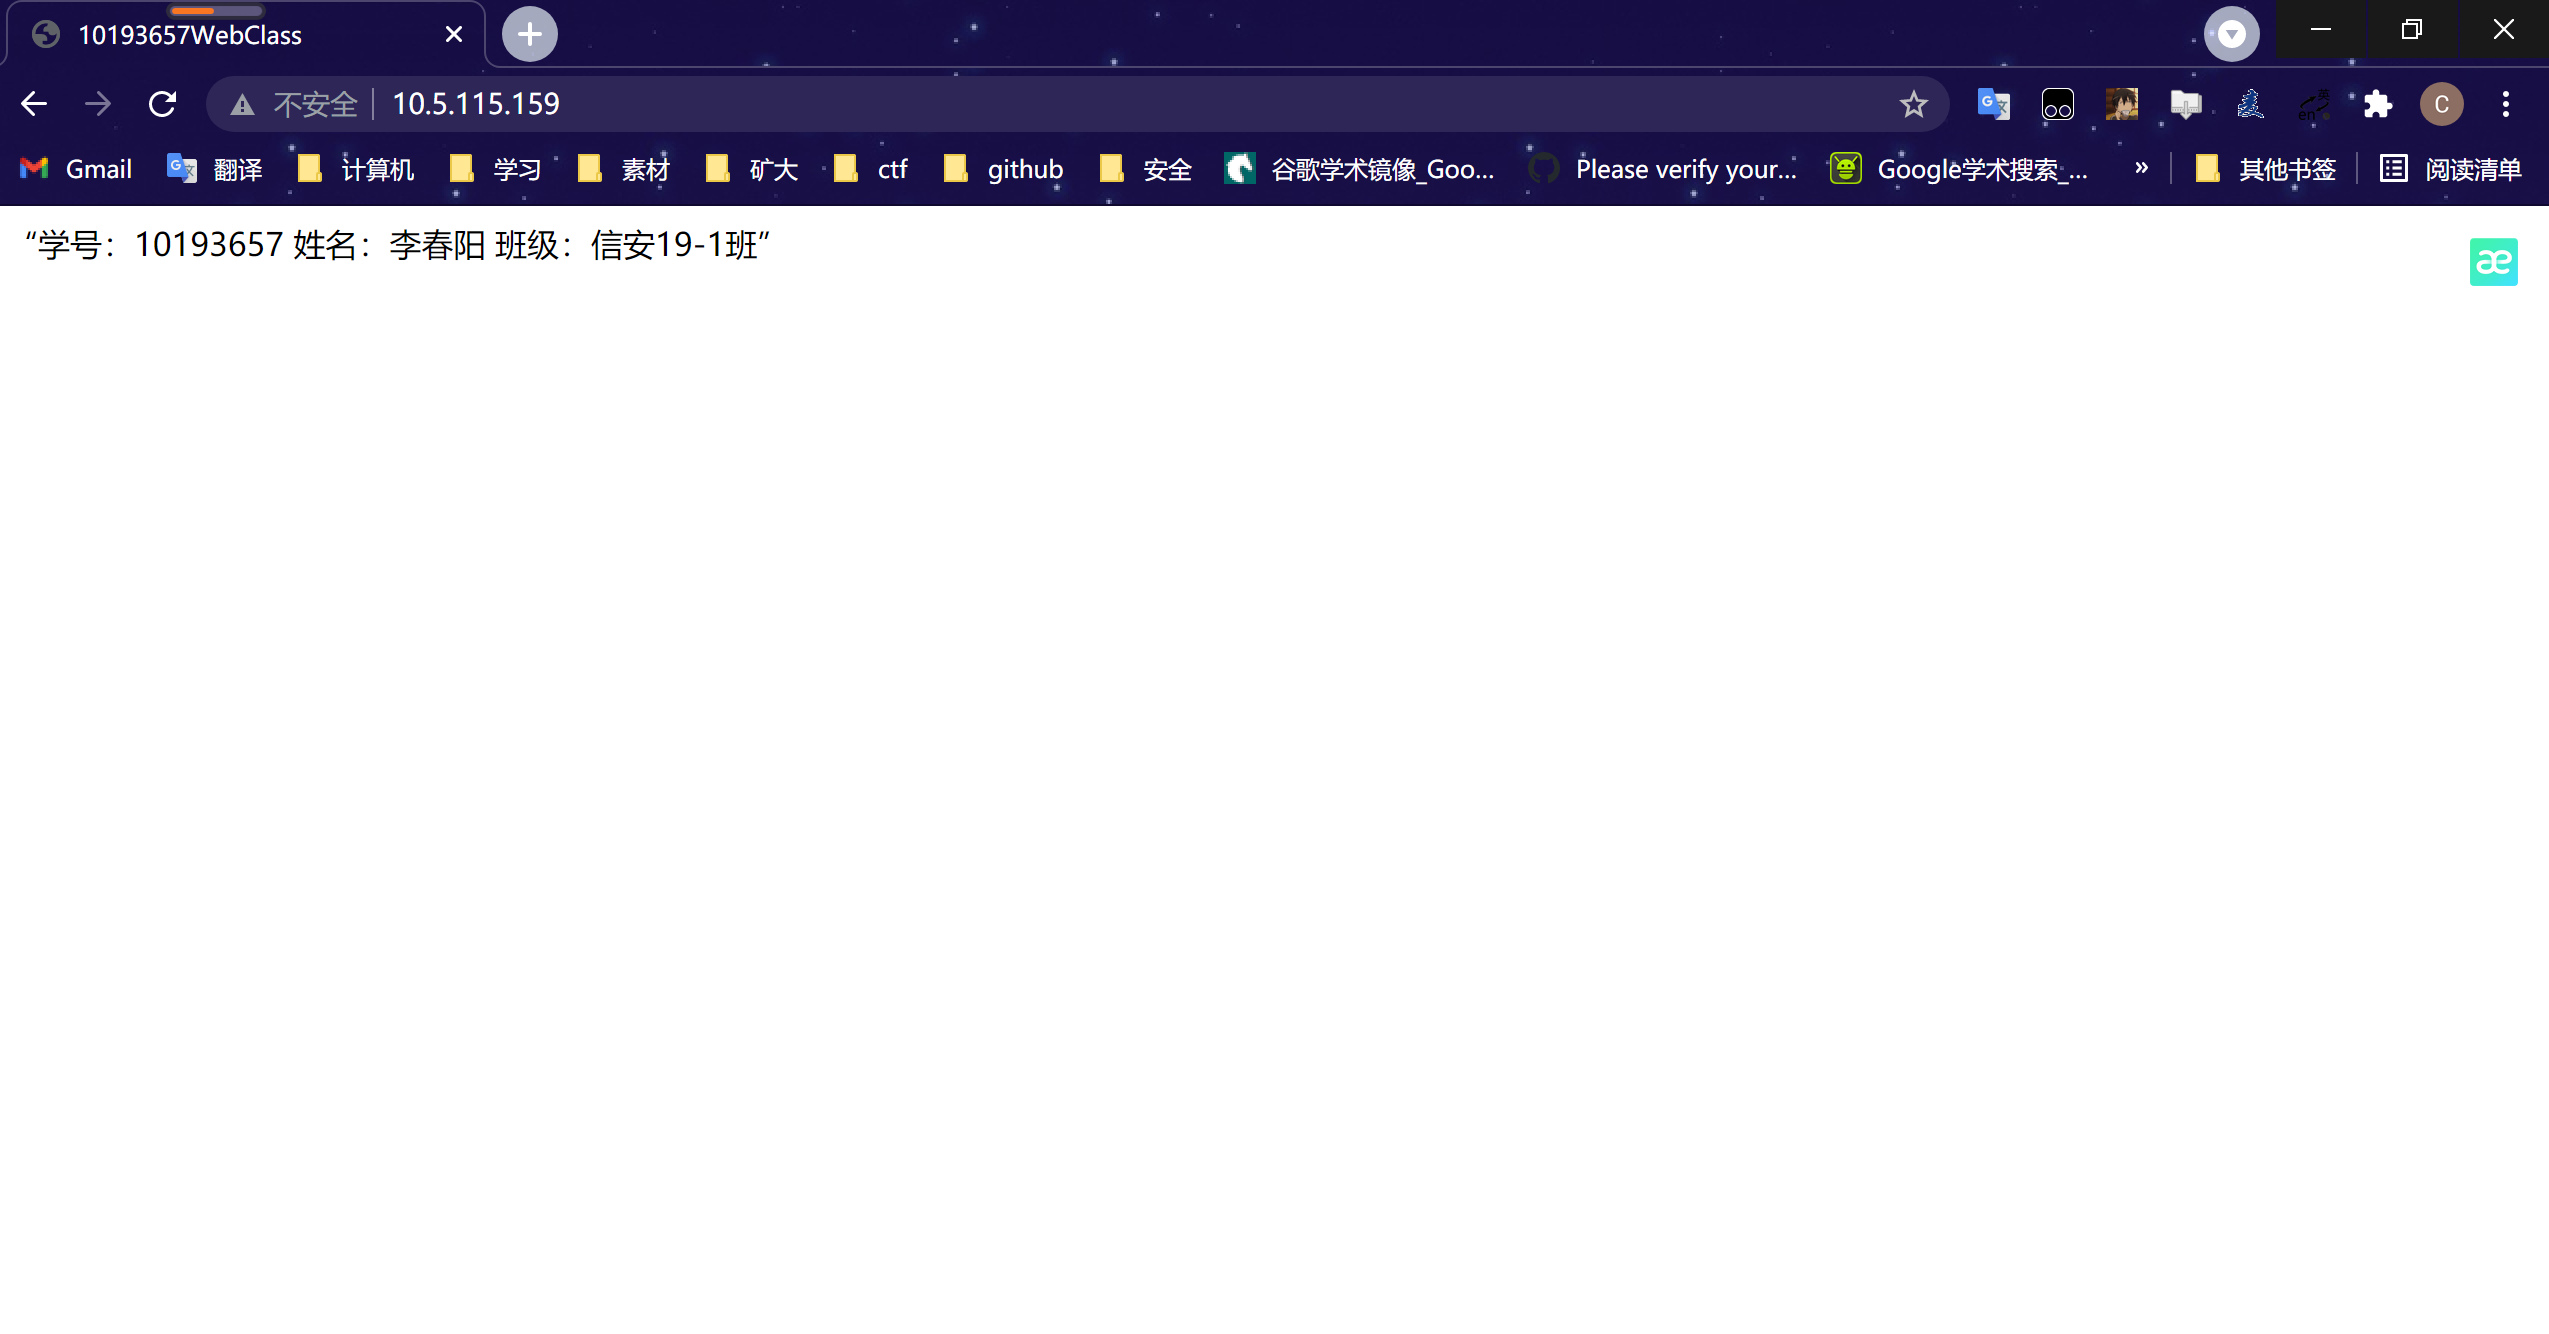 10193657WebClass
不安全 10.5.115.159
Gmail 翻译 计算机 学习 素材 矿大 ctf github 安全 谷歌学术镜像_Goo... Please verify your... Google学术搜索_... » 其他书签 阅读清单
“学号：10193657 姓名：李春阳 班级：信安19-1班”
æ
C
英
en